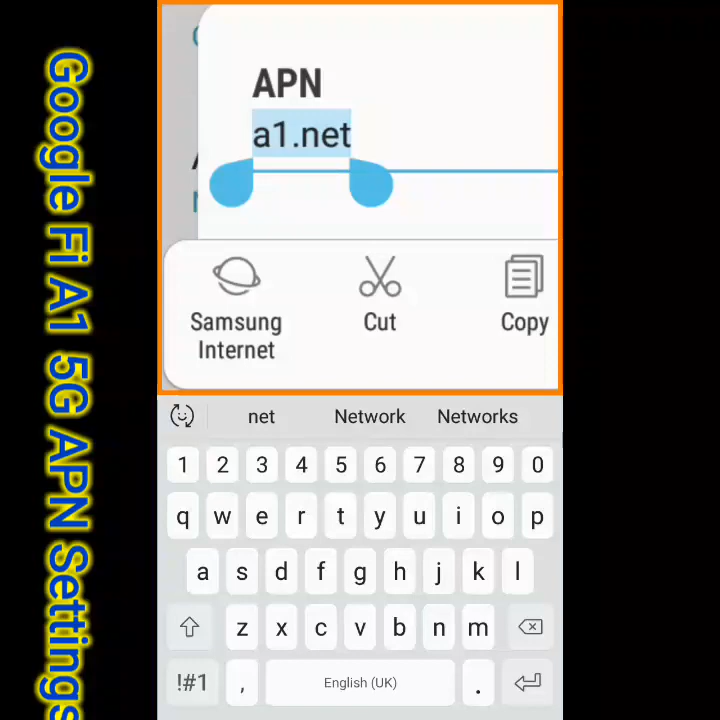 Google Fi A1 5G APN Settings
APN
a1.net
Samsung Internet
Cut
Copy
net Network Networks
1 2 3 4 5 6 7 8 9 0
q w e r t y u i o p
a s d f g h j k l
z x c v b n m
!#1 , English (UK) .